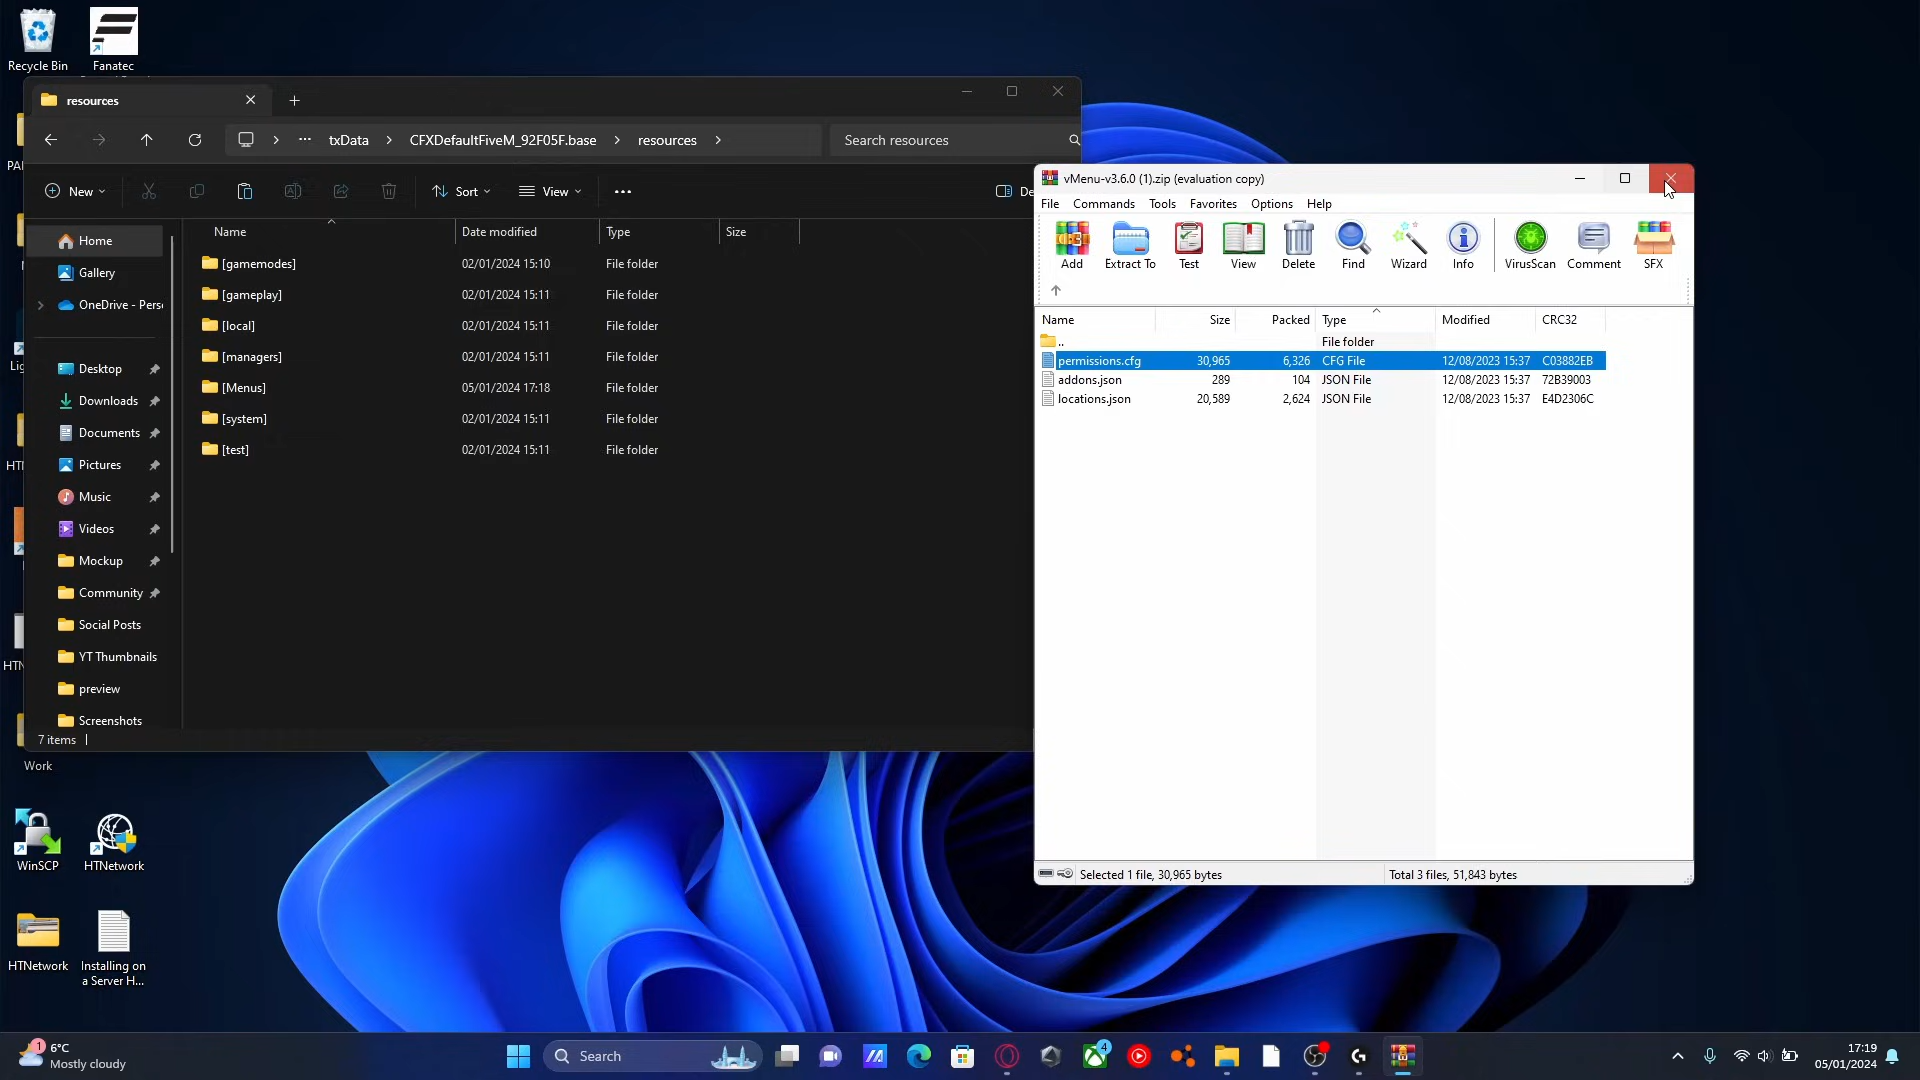 Recycle Bin
Fanatec
resources
txData
CFXDefaultFiveM_92F05F.base
resources
Search resources
New
Sort
View
Name
Date modified
Type
Size
Home
Gallery
OneDrive - Pers
Desktop
Downloads
Documents
Pictures
Music
Videos
Mockup
Community
Social Posts
YT Thumbnails
preview
Screenshots
[gamemodes] 02/01/2024 15:10 File folder
[gameplay] 02/01/2024 15:11 File folder
[local] 02/01/2024 15:11 File folder
[managers] 02/01/2024 15:11 File folder
[Menus] 05/01/2024 17:18 File folder
[system] 02/01/2024 15:11 File folder
[test] 02/01/2024 15:11 File folder
7 items
vMenu-v3.6.0 (1).zip (evaluation copy)
File Commands Tools Favorites Options Help
Add
Extract To
Test
View
Delete
Find
Wizard
Info
VirusScan
Comment
SFX
Name Size Packed Type Modified CRC32
.. File folder
permissions.cfg 30,965 6,326 CFG File 12/08/2023 15:37 C03882EB
addons.json 289 104 JSON File 12/08/2023 15:37 72B39003
locations.json 20,589 2,624 JSON File 12/08/2023 15:37 E4D2306C
Selected 1 file, 30,965 bytes
Total 3 files, 51,843 bytes
Work
WinSCP
HTNetwork
HTNetwork
Installing on
a Server H...
1
6°C
Mostly cloudy
Search
4
17:19
05/01/2024